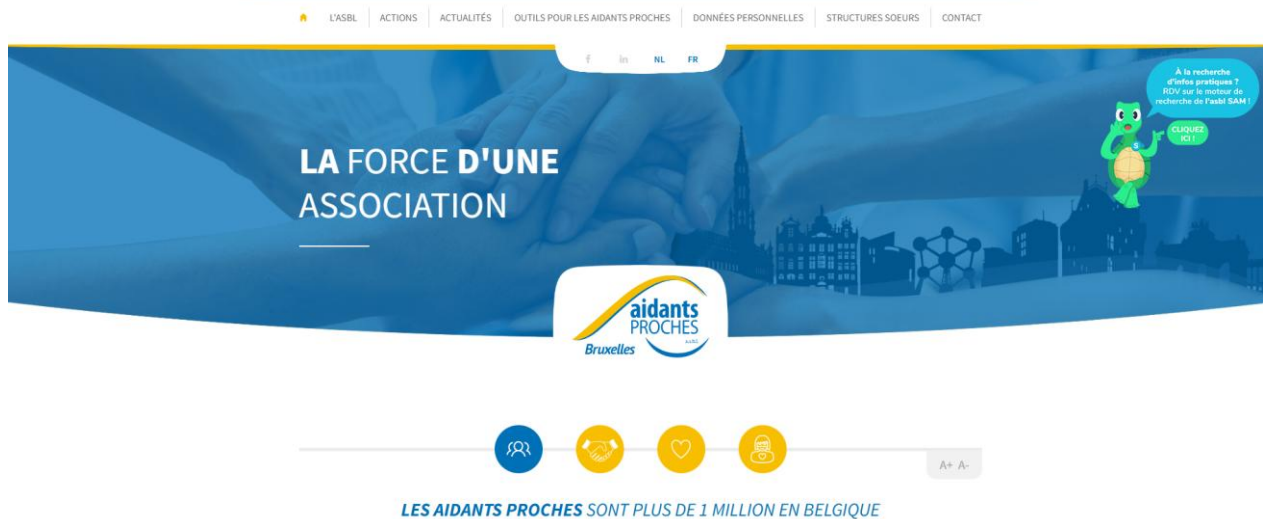 L'ASBL ACTIONS ACTUALITÉS OUTILS POUR LES AIDANTS PROCHES DONNÉES PERSONNELLES STRUCTURES SOEURS CONTACT
f in NL FR
À la recherche
d'infos pratiques ?
RDV sur le moteur de
recherche de l'asbl SAM !
CLIQUEZ
ICI !
S
LA FORCE D'UNE
ASSOCIATION
aidants
PROCHES
a.s.b.l.
Bruxelles
A+ A-
LES AIDANTS PROCHES SONT PLUS DE 1 MILLION EN BELGIQUE